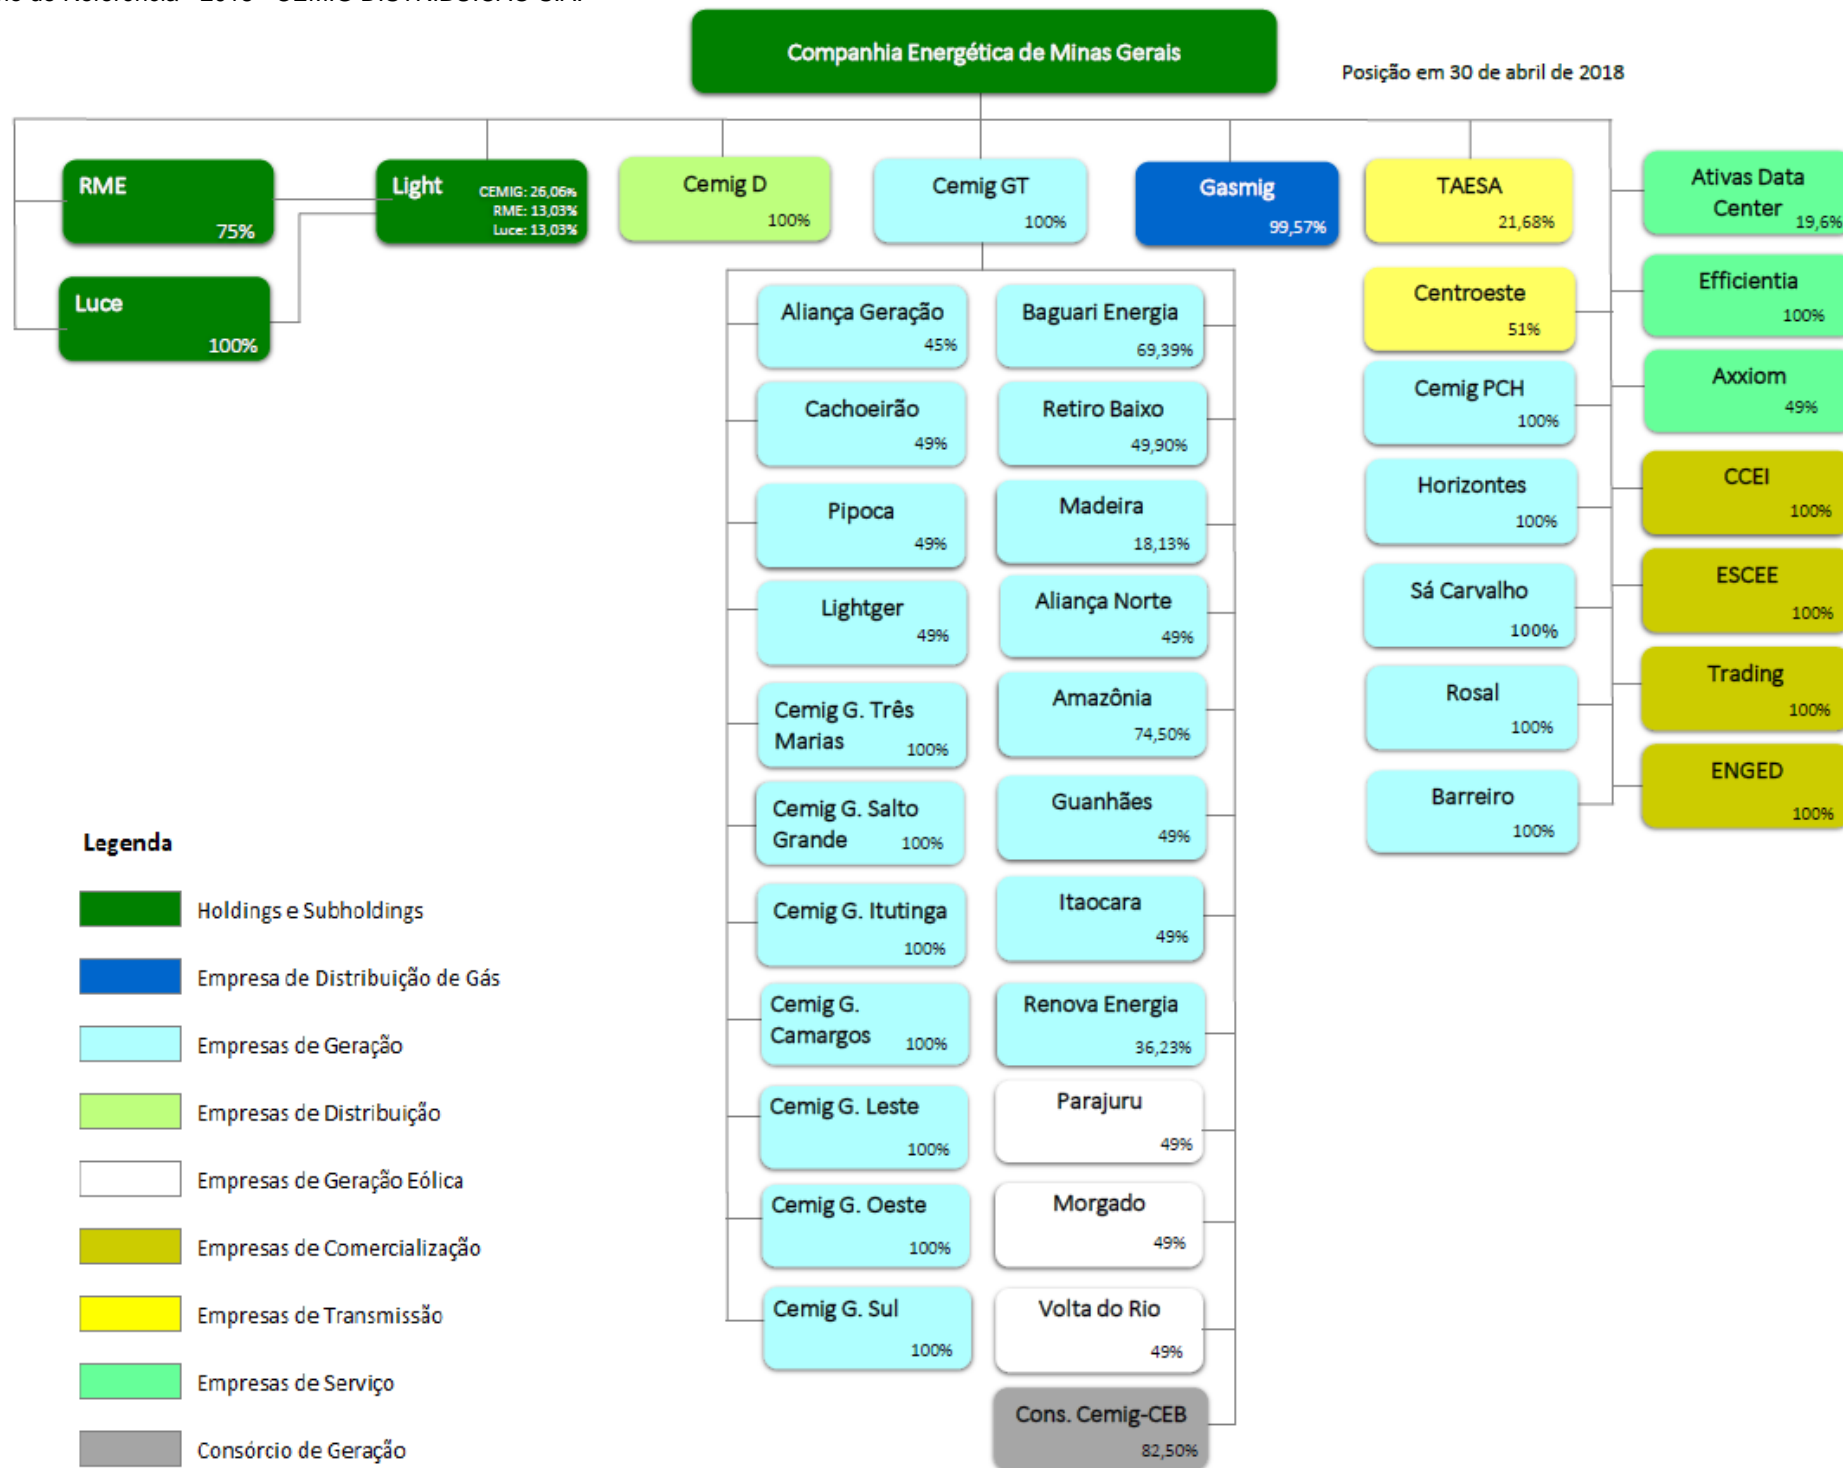 Companhia Energética de Minas Gerais
Posição em 30 de abril de 2018
RME
75%
Light
CEMIG: 26,06%
RME: 13,03%
Luce: 13,03%
Cemig D
100%
Cemig GT
100%
Gasmig
99,57%
TAESA
21,68%
Ativas Data
Center
19,6%
Luce
100%
Centroeste
51%
Efficientia
100%
Cemig PCH
100%
Axxiom
49%
Horizontes
100%
CCEI
100%
Sá Carvalho
100%
ESCEE
100%
Rosal
100%
Trading
100%
Barreiro
100%
ENGED
100%
Aliança Geração
45%
Baguari Energia
69,39%
Cachoeirão
49%
Retiro Baixo
49,90%
Pipoca
49%
Madeira
18,13%
Lightger
49%
Aliança Norte
49%
Cemig G. Três
Marias
100%
Amazônia
74,50%
Cemig G. Salto
Grande
100%
Guanhães
49%
Cemig G. Itutinga
100%
Itaocara
49%
Cemig G.
Camargos
100%
Renova Energia
36,23%
Cemig G. Leste
100%
Parajuru
49%
Cemig G. Oeste
100%
Morgado
49%
Cemig G. Sul
100%
Volta do Rio
49%
Cons. Cemig-CEB
82,50%
Legenda
Holdings e Subholdings
Empresa de Distribuição de Gás
Empresas de Geração
Empresas de Distribuição
Empresas de Geração Eólica
Empresas de Comercialização
Empresas de Transmissão
Empresas de Serviço
Consórcio de Geração